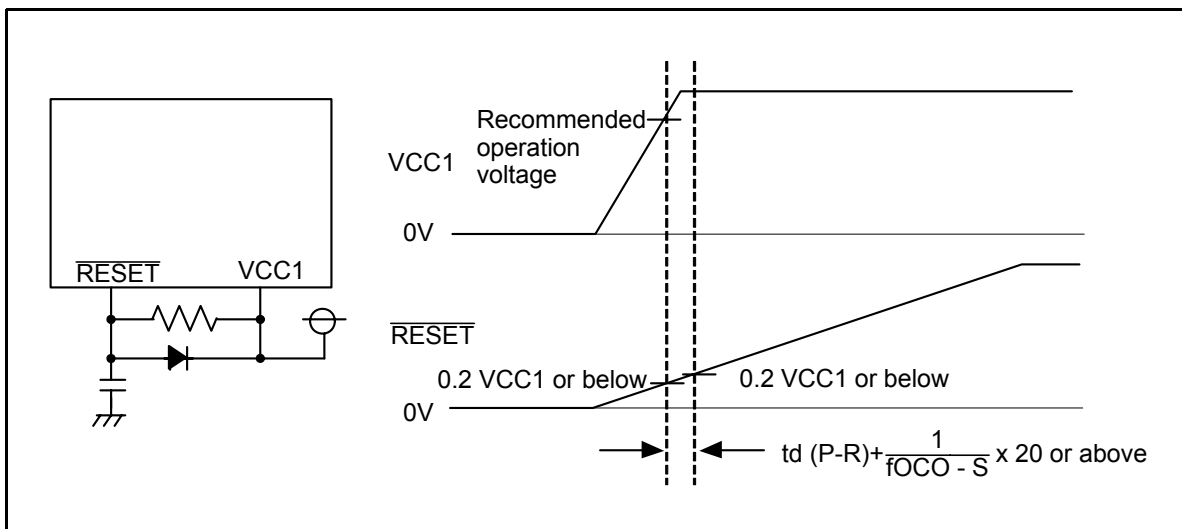 RESET
VCC1
Recommended
operation
voltage
VCC1
0V
RESET
0.2 VCC1 or below
0.2 VCC1 or below
0V
td (P-R)+ 1/fOCO - S x 20 or above